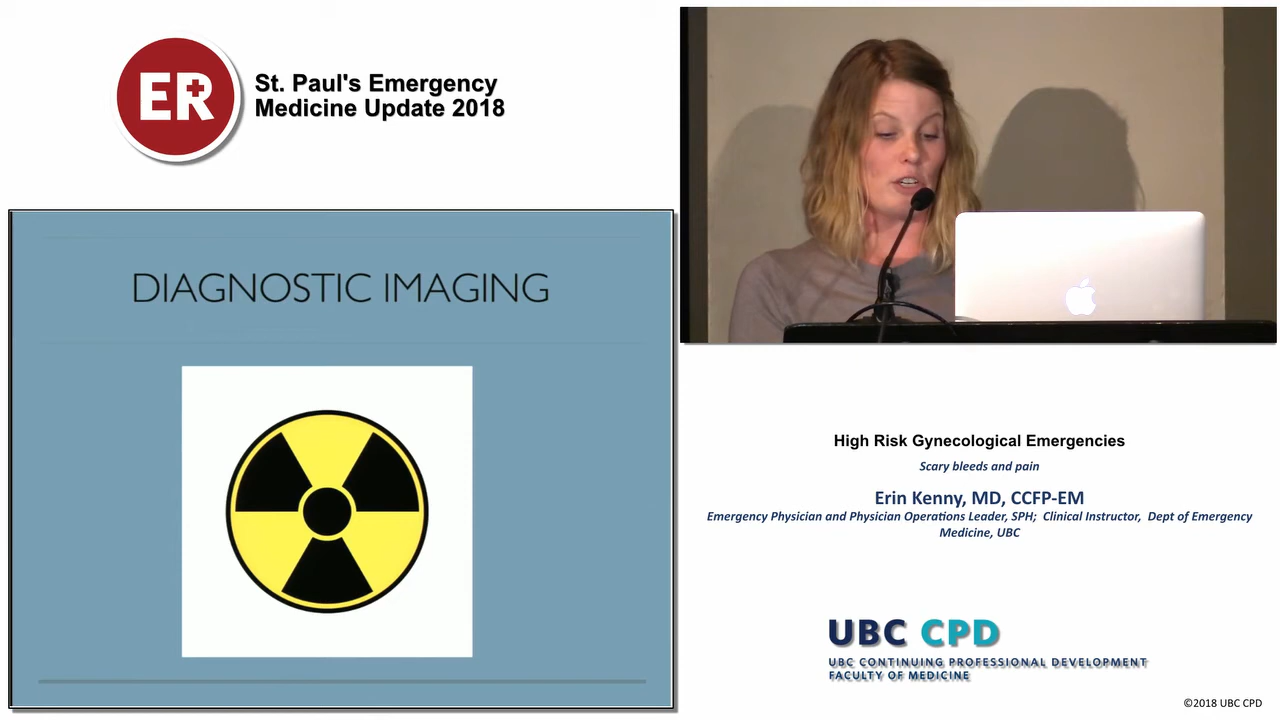 ER
St. Paul's Emergency
Medicine Update 2018
DIAGNOSTIC IMAGING
High Risk Gynecological Emergencies
Scary bleeds and pain
Erin Kenny, MD, CCFP-EM
Emergency Physician and Physician Operations Leader, SPH; Clinical Instructor, Dept of Emergency
Medicine, UBC
UBC CPD
UBC CONTINUING PROFESSIONAL DEVELOPMENT
FACULTY OF MEDICINE
©2018 UBC CPD